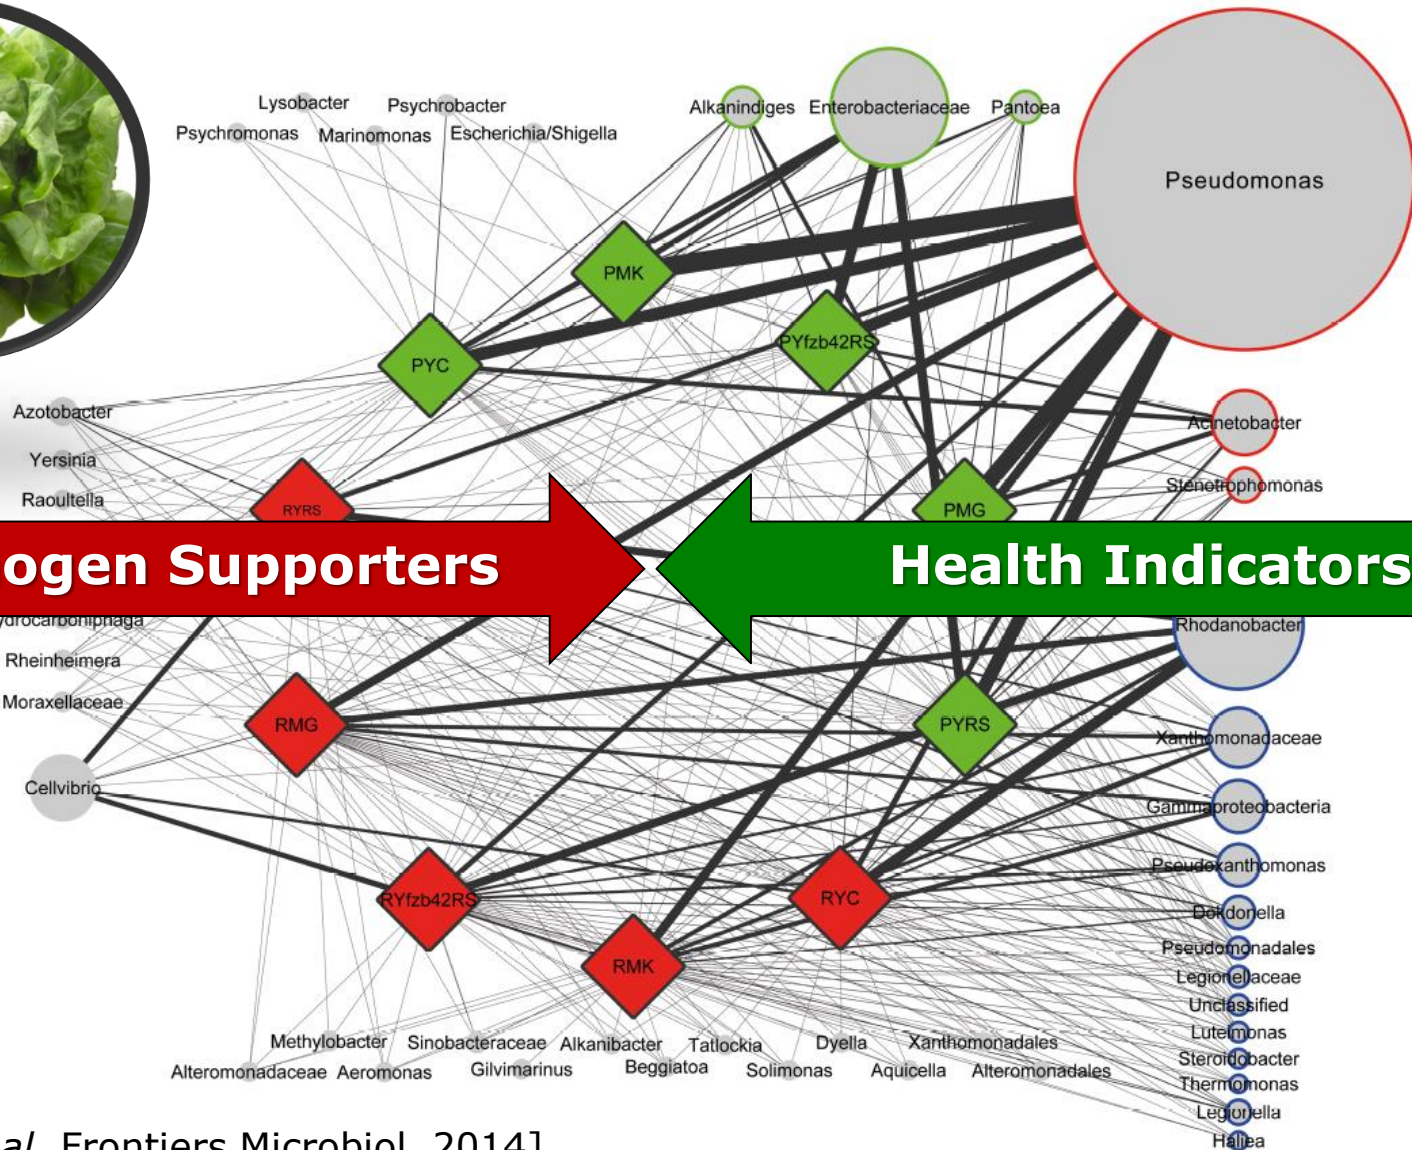 Lysobacter
Psychrobacter
Psychromonas
Marinomonas
Escherichia/Shigella
Alkanindiges
Enterobacteriaceae
Pantoea
Pseudomonas
PMK
PYfzb42RS
PYC
Azotobacter
Acinetobacter
Yersinia
Stenotrophomonas
Raoultella
RYRS
PMG
ogen Supporters
Health Indicators
ydrocarboniphaga
Rhodanobacter
Rheinheimera
Moraxellaceae
RMG
PYRS
Xanthomonadaceae
Cellvibrio
Gammaproteobacteria
Pseudoxanthomonas
RYfzb42RS
RYC
Dokdonella
Pseudomonadales
RMK
Legionellaceae
Unclassified
Luteimonas
Methylobacter
Sinobacteraceae
Alkanibacter
Tatlockia
Dyella
Xanthomonadales
Steroidobacter
Alteromonadaceae
Aeromonas
Gilvimarinus
Beggiatoa
Solimonas
Aquicella
Alteromonadales
Thermomonas
Legionella
Haliea
al. Frontiers Microbiol. 2014]